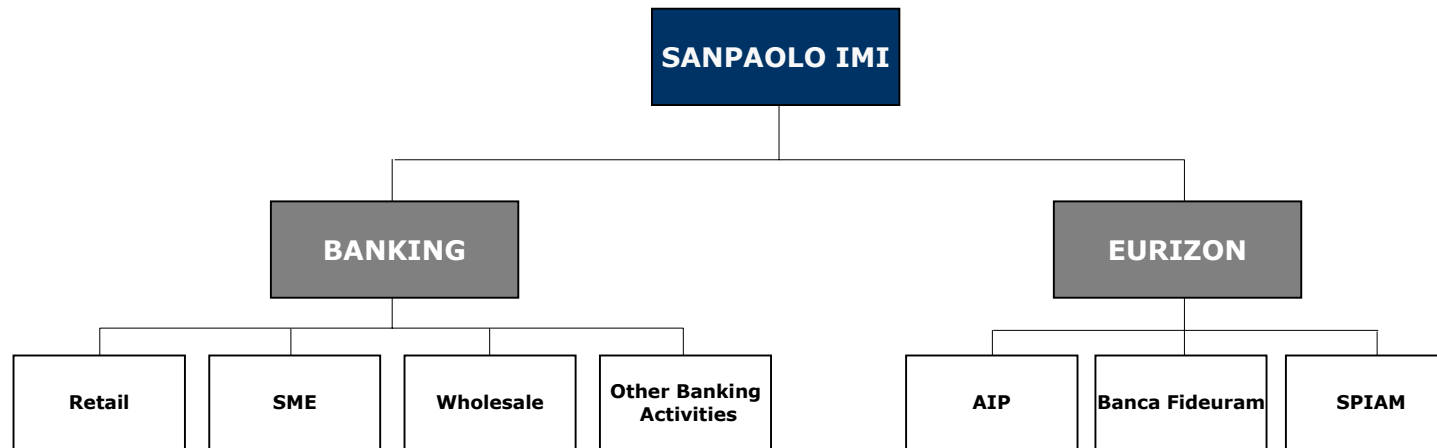 SANPAOLO IMI
BANKING
EURIZON
Retail
SME
Wholesale
Other Banking
Activities
AIP
Banca Fideuram
SPIAM